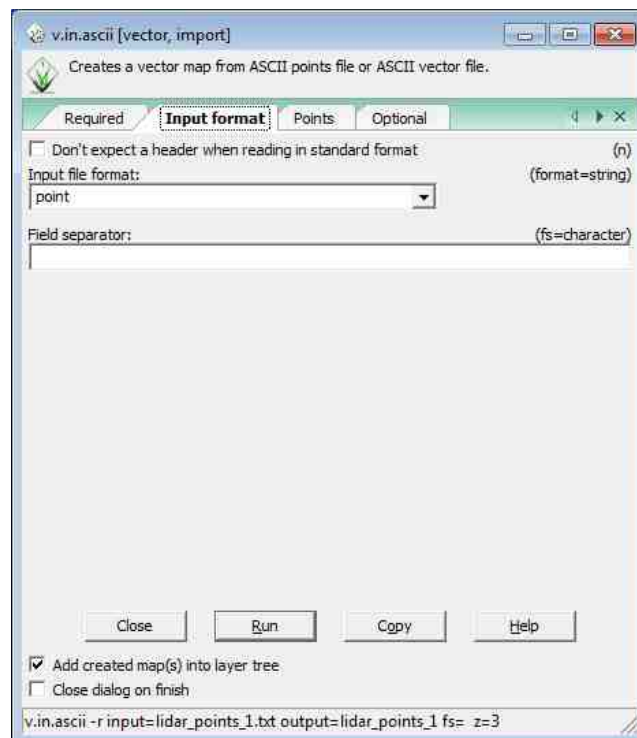 v.in.ascii [vector, import]
Creates a vector map from ASCII points file or ASCII vector file.
Required Input format Points Optional
Don't expect a header when reading in standard format (n)
Input file format: (format=string)
point
Field separator: (fs=character)
Close Run Copy Help
Add created map(s) into layer tree
Close dialog on finish
v.in.ascii -r input=lidar_points_1.txt output=lidar_points_1 fs=  z=3